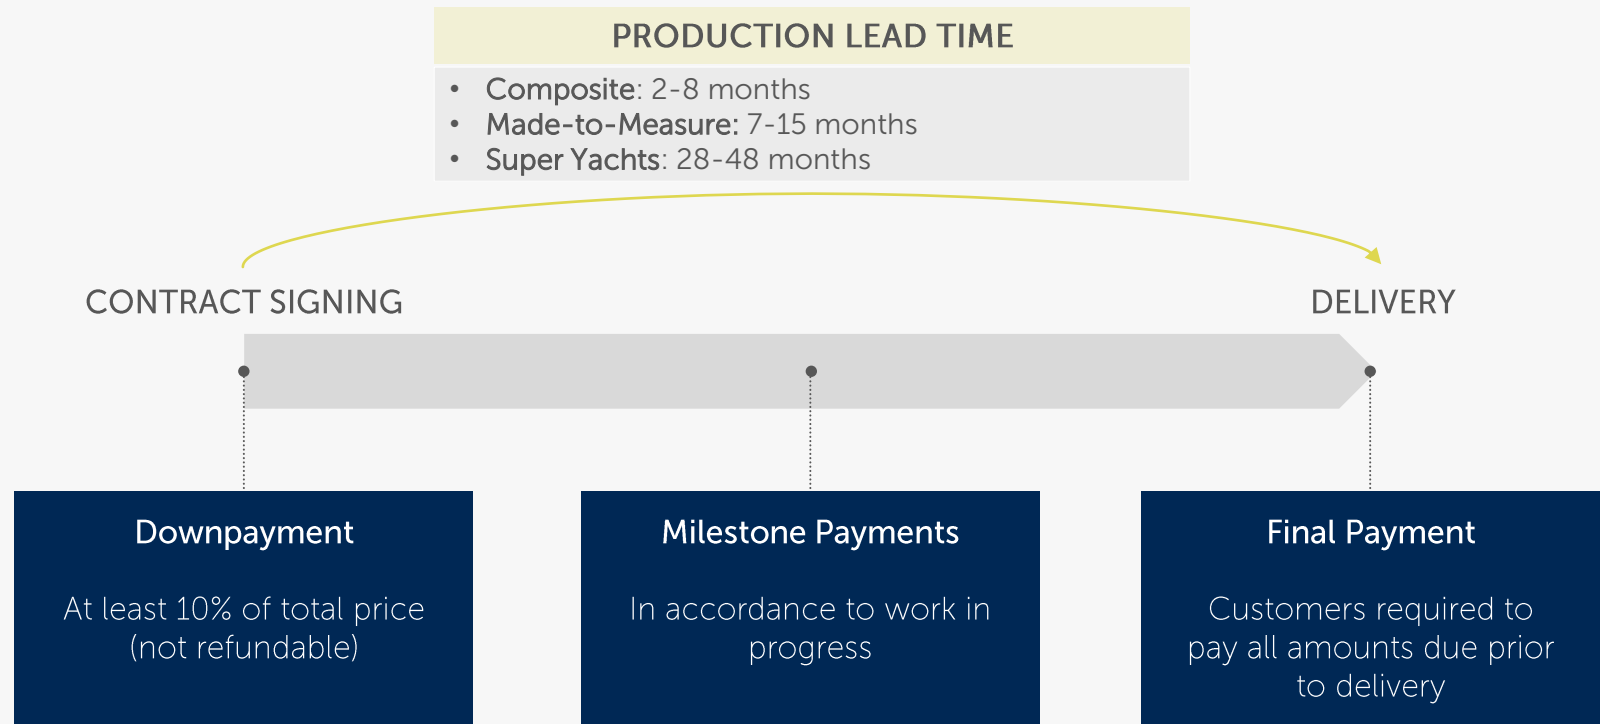 PRODUCTION LEAD TIME
• Composite: 2-8 months
• Made-to-Measure: 7-15 months
• Super Yachts: 28-48 months
CONTRACT SIGNING
DELIVERY
Downpayment
At least 10% of total price
(not refundable)
Milestone Payments
In accordance to work in
progress
Final Payment
Customers required to
pay all amounts due prior
to delivery